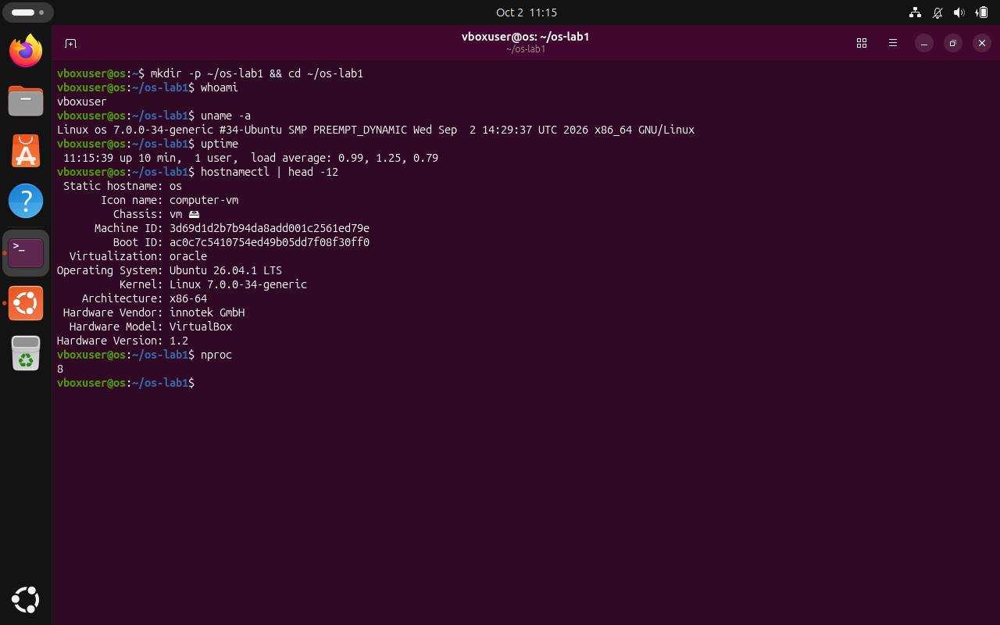 Oct 2 11:15
vboxuser@os: ~/os-lab1
~/os-lab1
vboxuser@os:~$ mkdir -p ~/os-lab1 && cd ~/os-lab1
vboxuser@os:~/os-lab1$ whoami
vboxuser
vboxuser@os:~/os-lab1$ uname -a
Linux os 7.0.0-34-generic #34-Ubuntu SMP PREEMPT_DYNAMIC Wed Sep  2 14:29:37 UTC 2026 x86_64 GNU/Linux
vboxuser@os:~/os-lab1$ uptime
 11:15:39 up 10 min,  1 user,  load average: 0.99, 1.25, 0.79
vboxuser@os:~/os-lab1$ hostnamectl | head -12
 Static hostname: os
       Icon name: computer-vm
         Chassis: vm 🖴
      Machine ID: 3d69d1d2b7b94da8add001c2561ed79e
         Boot ID: ac0c7c5410754ed49b05dd7f08f30ff0
  Virtualization: oracle
Operating System: Ubuntu 26.04.1 LTS
          Kernel: Linux 7.0.0-34-generic
    Architecture: x86-64
 Hardware Vendor: innotek GmbH
  Hardware Model: VirtualBox
Hardware Version: 1.2
vboxuser@os:~/os-lab1$ nproc
8
vboxuser@os:~/os-lab1$